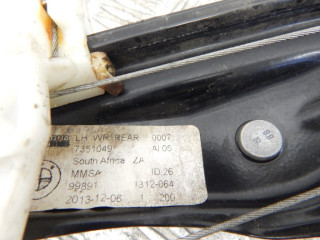 LH WR REAR 0007
7351049 AI 05
South Africa ZA
MMSA ID:26
99891 1312-064
2013-12-06 1 200